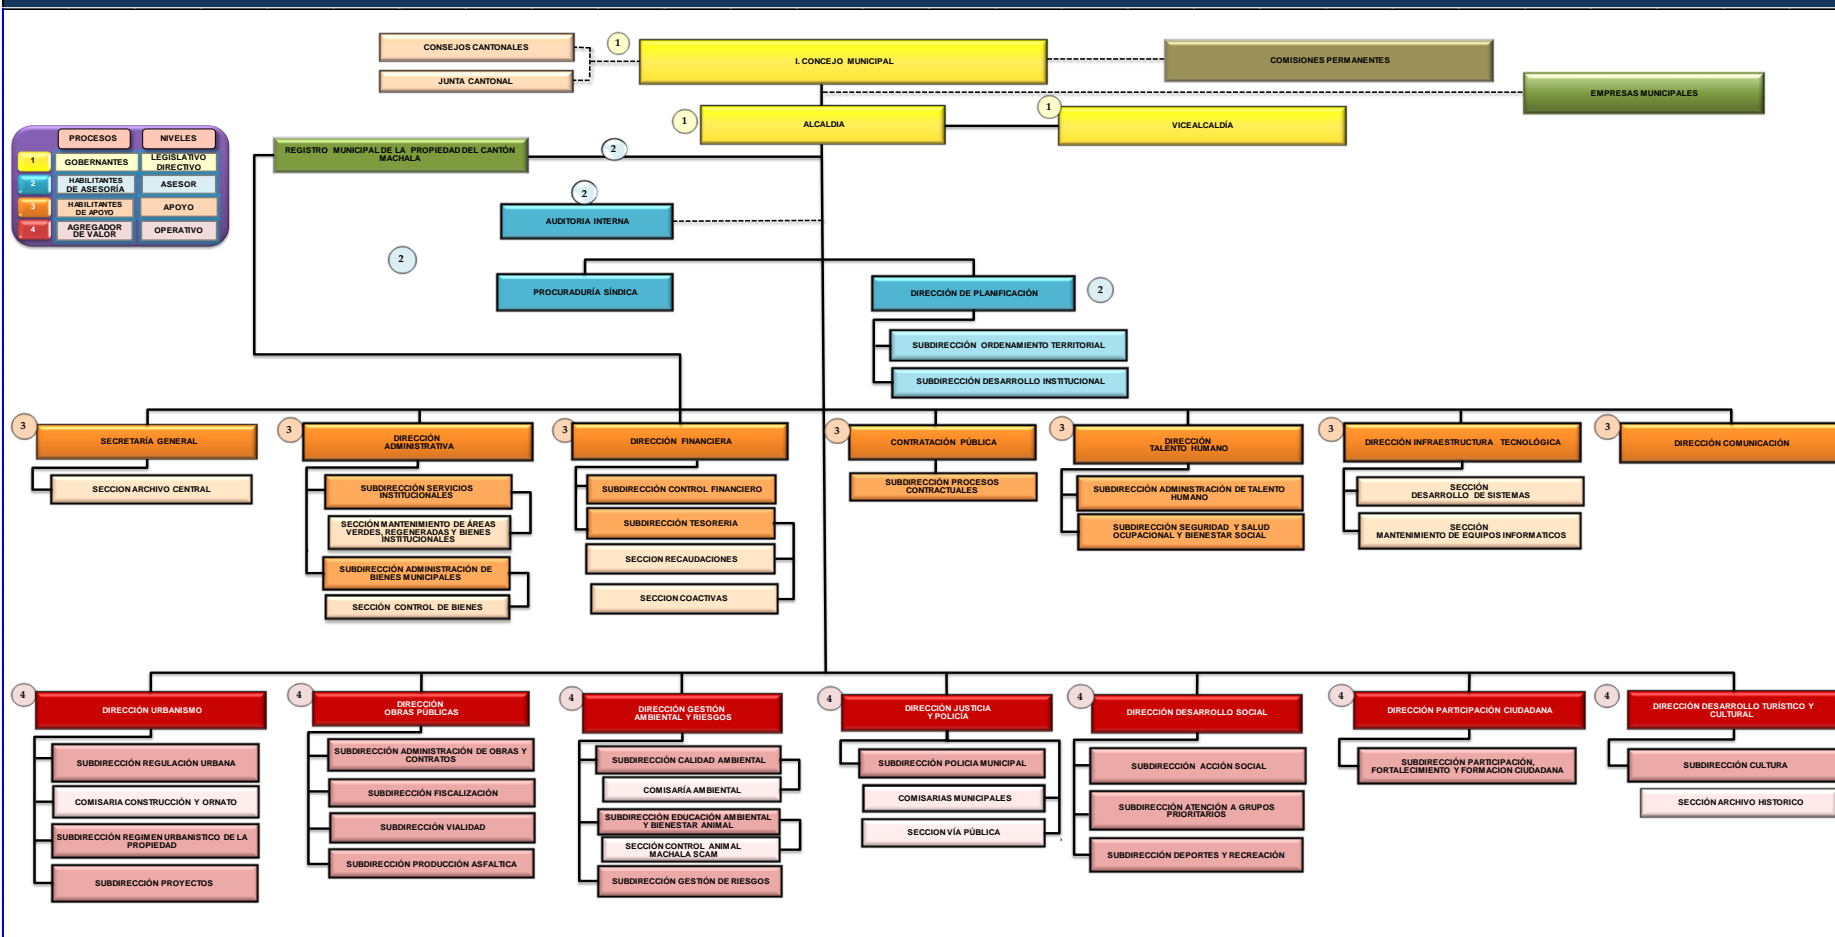 CONSEJOS CANTONALES
JUNTA CANTONAL
1
I. CONCEJO MUNICIPAL
COMISIONES PERMANENTES
EMPRESAS MUNICIPALES
1
ALCALDIA
1
VICEALCALDÍA
PROCESOS
NIVELES
1
GOBERNANTES
LEGISLATIVO
DIRECTIVO
2
HABILITANTES
DE ASESORÍA
ASESOR
3
HABILITANTES
DE APOYO
APOYO
4
AGREGADOR
DE VALOR
OPERATIVO
REGISTRO MUNICIPAL DE LA PROPIEDAD DEL CANTÓN
MACHALA
2
2
AUDITORIA INTERNA
2
PROCURADURÍA SÍNDICA
DIRECCIÓN DE PLANIFICACIÓN
2
SUBDIRECCIÓN ORDENAMIENTO TERRITORIAL
SUBDIRECCIÓN DESARROLLO INSTITUCIONAL
3
SECRETARÍA GENERAL
SECCION ARCHIVO CENTRAL
3
DIRECCIÓN
ADMINISTRATIVA
SUBDIRECCIÓN SERVICIOS
INSTITUCIONALES
SECCIÓN MANTENIMIENTO DE ÁREAS
VERDES, REGENERADAS Y BIENES
INSTITUCIONALES
SUBDIRECCIÓN ADMINISTRACIÓN DE
BIENES MUNICIPALES
SECCIÓN CONTROL DE BIENES
3
DIRECCIÓN FINANCIERA
SUBDIRECCIÓN CONTROL FINANCIERO
SUBDIRECCIÓN TESORERIA
SECCION RECAUDACIONES
SECCION COACTIVAS
3
CONTRATACIÓN PÚBLICA
SUBDIRECCIÓN PROCESOS
CONTRACTUALES
3
DIRECCIÓN
TALENTO HUMANO
SUBDIRECCIÓN ADMINISTRACIÓN DE TALENTO
HUMANO
SUBDIRECCIÓN SEGURIDAD Y SALUD
OCUPACIONAL Y BIENESTAR SOCIAL
3
DIRECCIÓN INFRAESTRUCTURA TECNOLÓGICA
SECCIÓN
DESARROLLO DE SISTEMAS
SECCIÓN
MANTENIMIENTO DE EQUIPOS INFORMATICOS
3
DIRECCIÓN COMUNICACIÓN
4
DIRECCIÓN URBANISMO
SUBDIRECCIÓN REGULACIÓN URBANA
COMISARIA CONSTRUCCIÓN Y ORNATO
SUBDIRECCIÓN REGIMEN URBANISTICO DE LA
PROPIEDAD
SUBDIRECCIÓN PROYECTOS
4
DIRECCIÓN
OBRAS PÚBLICAS
SUBDIRECCIÓN ADMINISTRACIÓN DE OBRAS Y
CONTRATOS
SUBDIRECCIÓN FISCALIZACIÓN
SUBDIRECCIÓN VIALIDAD
SUBDIRECCIÓN PRODUCCIÓN ASFALTICA
4
DIRECCIÓN GESTIÓN
AMBIENTAL Y RIESGOS
SUBDIRECCIÓN CALIDAD AMBIENTAL
COMISARÍA AMBIENTAL
SUBDIRECCIÓN EDUCACIÓN AMBIENTAL
Y BIENESTAR ANIMAL
SECCIÓN CONTROL ANIMAL
MACHALA SCAM
SUBDIRECCIÓN GESTIÓN DE RIESGOS
4
DIRECCIÓN JUSTICIA
Y POLICÍA
SUBDIRECCIÓN POLICIA MUNICIPAL
COMISARIAS MUNICIPALES
SECCION VÍA PÚBLICA
4
DIRECCIÓN DESARROLLO SOCIAL
SUBDIRECCIÓN ACCIÓN SOCIAL
SUBDIRECCIÓN ATENCIÓN A GRUPOS
PRIORITARIOS
SUBDIRECCIÓN DEPORTES Y RECREACIÓN
4
DIRECCIÓN PARTICIPACIÓN CIUDADANA
SUBDIRECCIÓN PARTICIPACIÓN,
FORTALECIMIENTO Y FORMACION CIUDADANA
4
DIRECCIÓN DESARROLLO TURÍSTICO Y
CULTURAL
SUBDIRECCIÓN CULTURA
SECCIÓN ARCHIVO HISTORICO